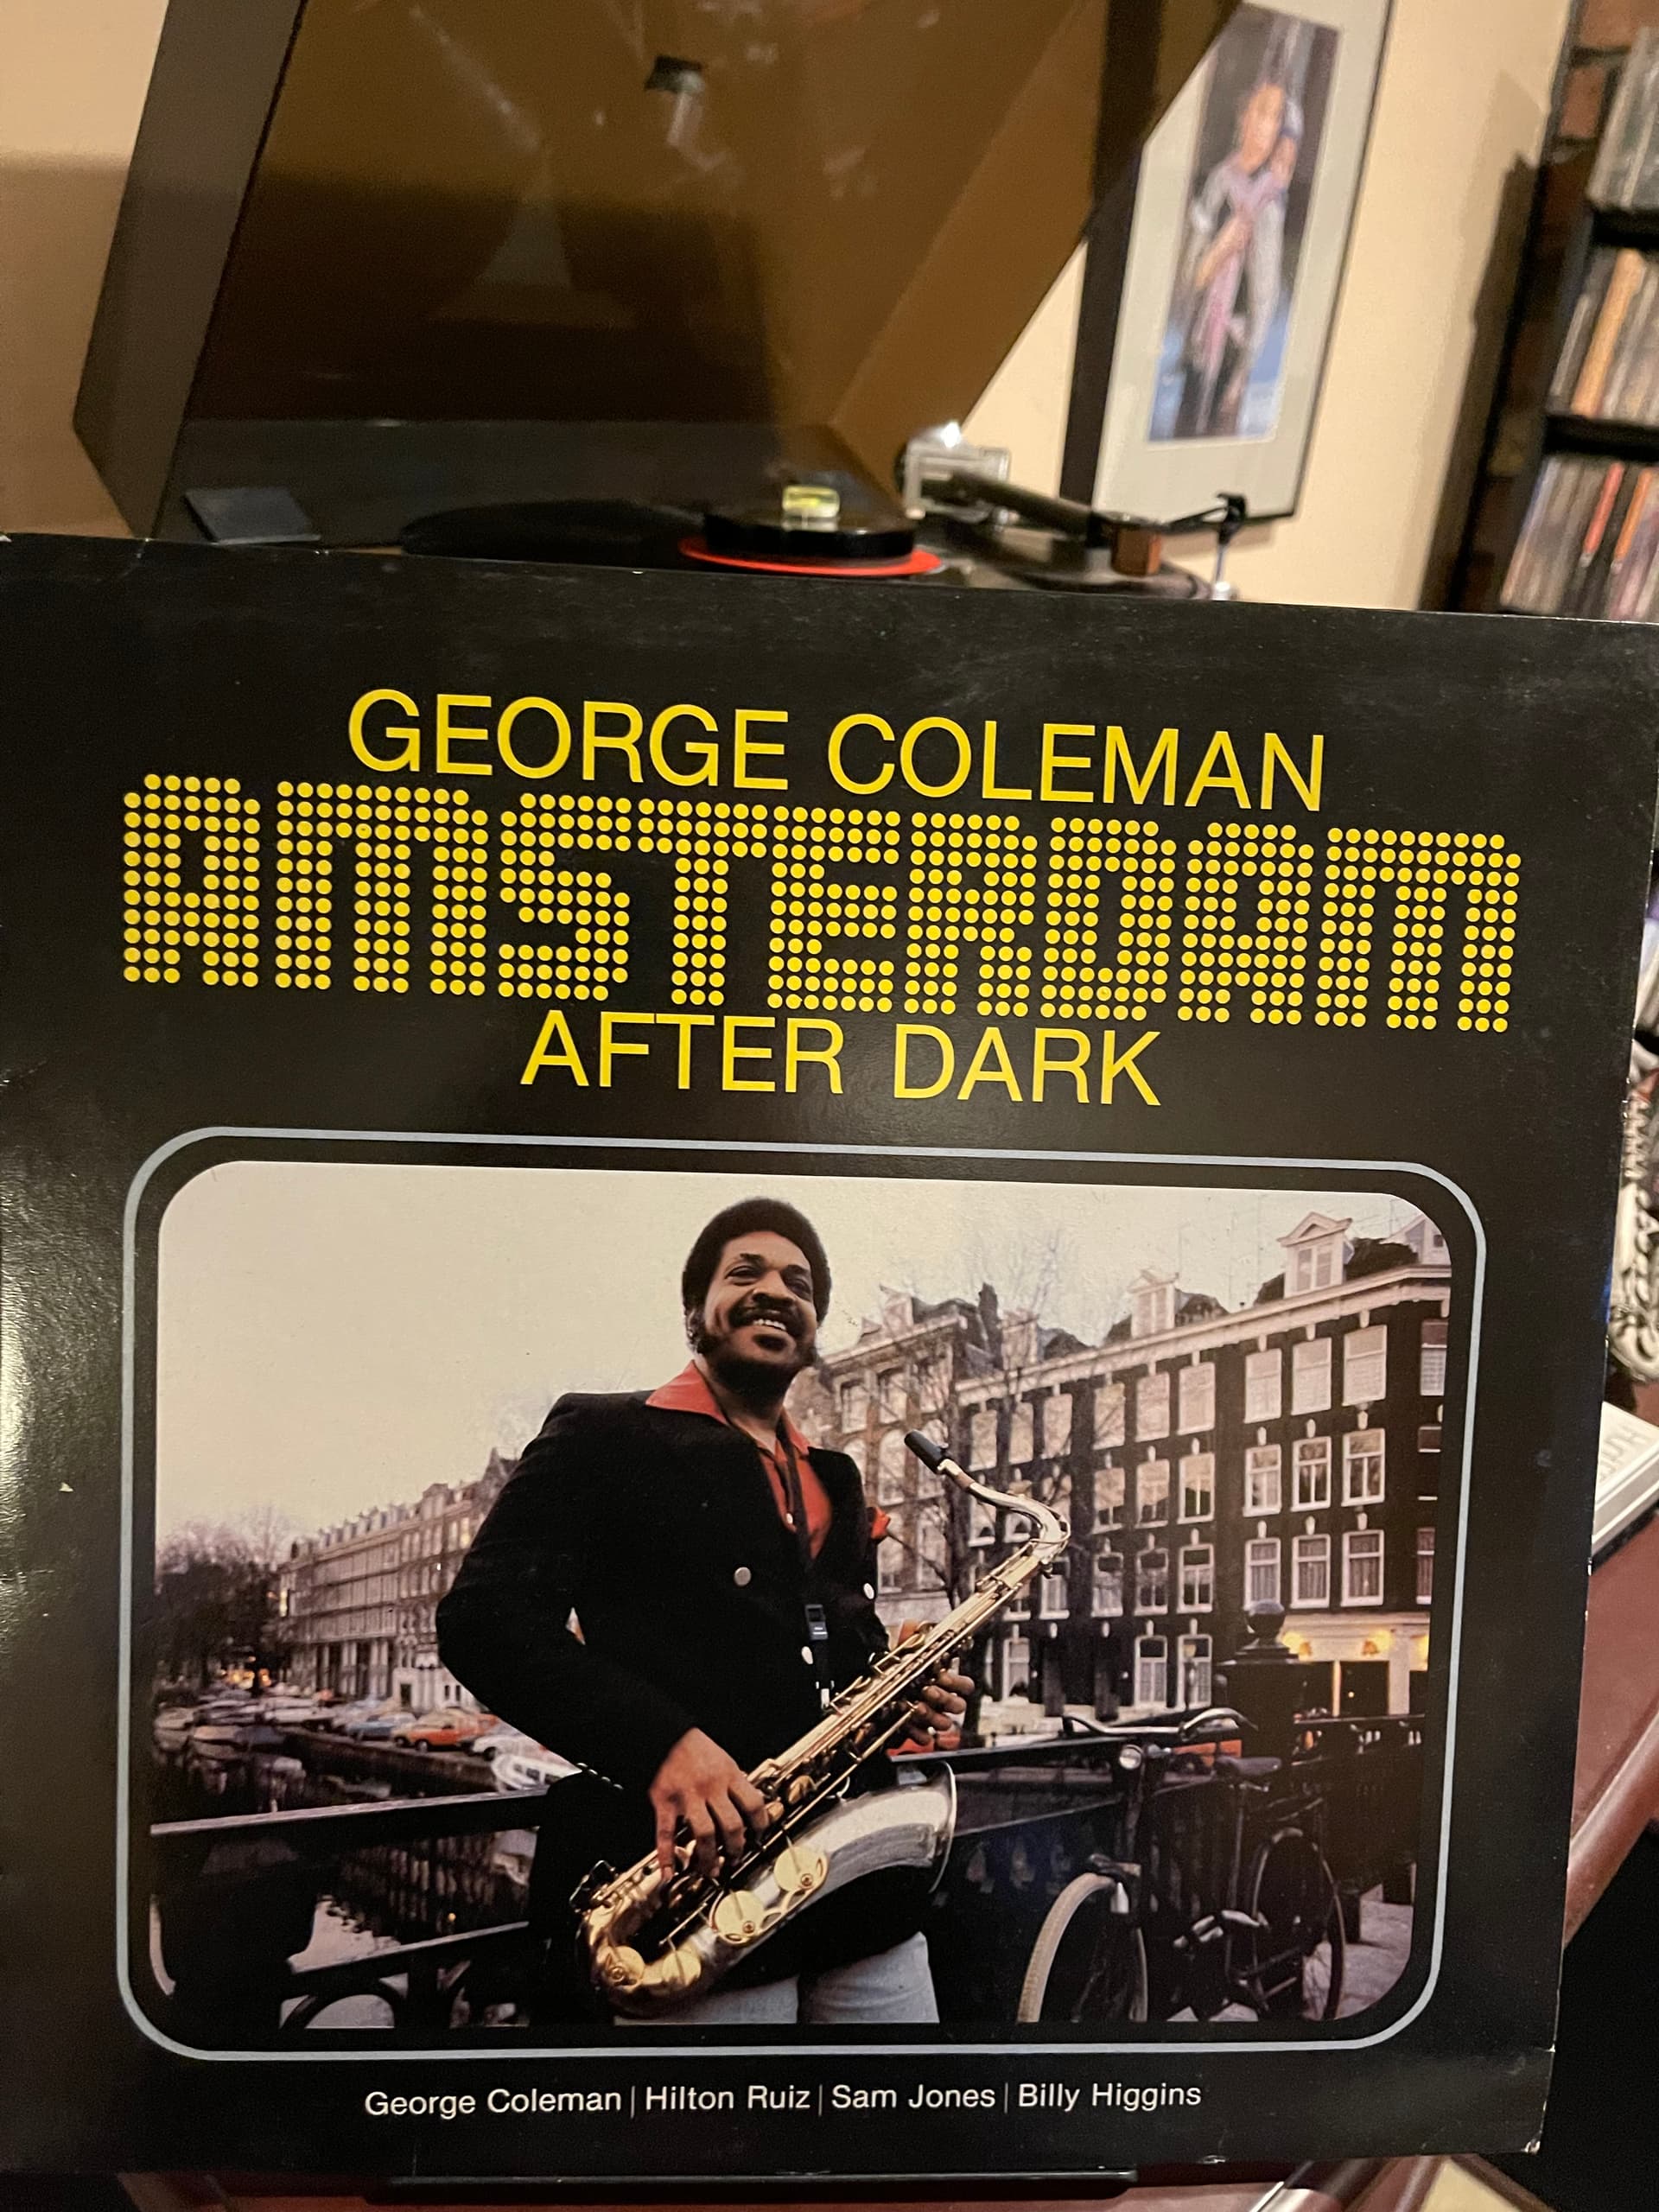 GEORGE COLEMAN
AMSTERDAM
AFTER DARK
George Coleman | Hilton Ruiz | Sam Jones | Billy Higgins